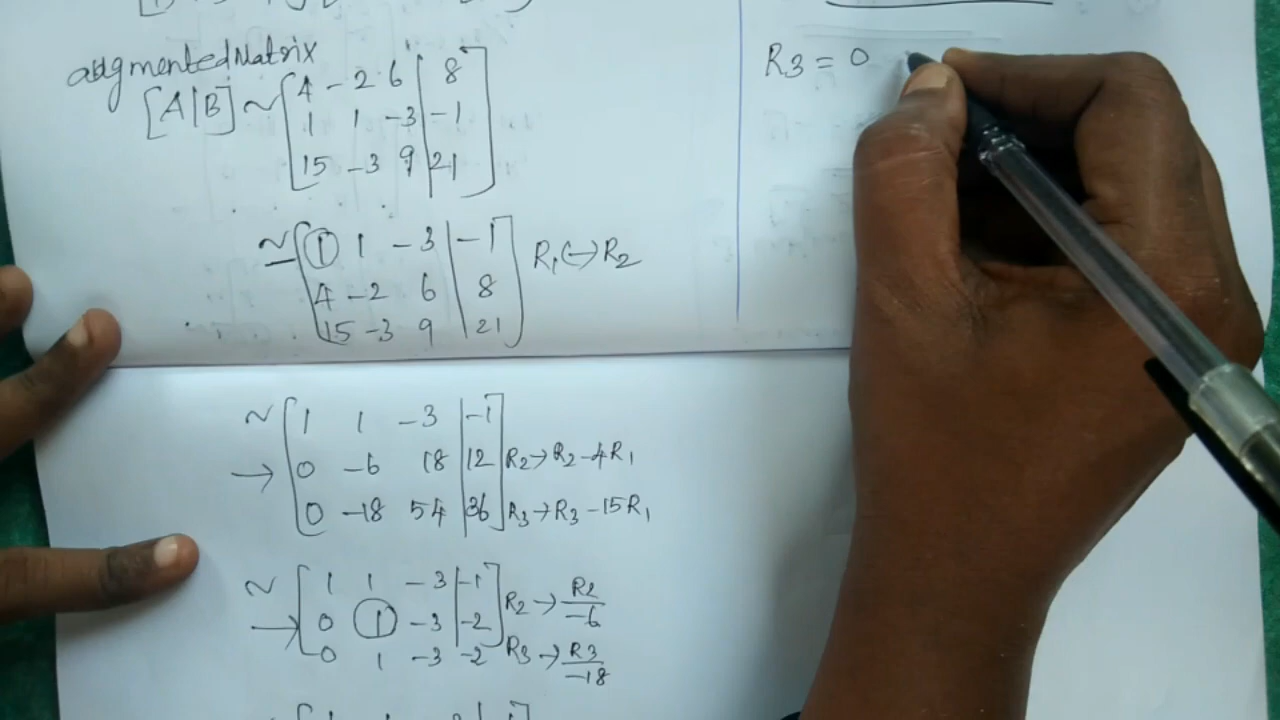 augmented Matrix
[A|B] ~ [4 -2 6 | 8]
[1 1 -3 | -1]
[15 -3 9 | 21]
~ [1 1 -3 | -1] R1 ↔ R2
[4 -2 6 | 8]
[15 -3 9 | 21]
~ [1 1 -3 | -1]
→ [0 -6 18 | 12] R2 → R2 - 4R1
[0 -18 54 | 36] R3 → R3 - 15R1
~ [1 1 -3 | -1]
→ [0 1 -3 | -2] R2 → R2/-6
[0 1 -3 -2 R3 → R3/-18
R3 = 0